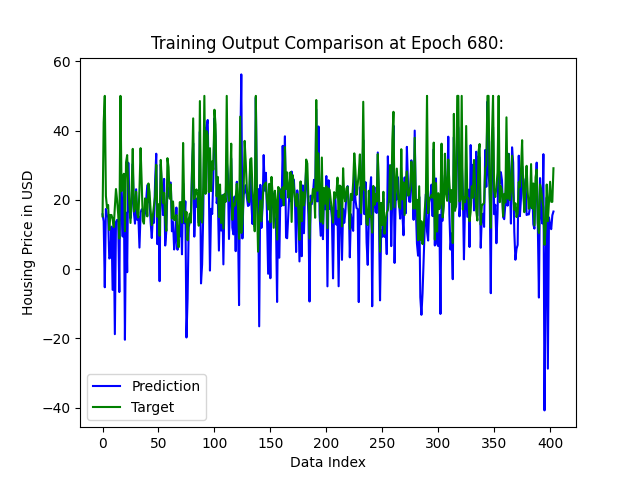 Training Output Comparison at Epoch 680:
60
40
20
0
−20
−40
Housing Price in USD
Prediction
Target
0 50 100 150 200 250 300 350 400
Data Index